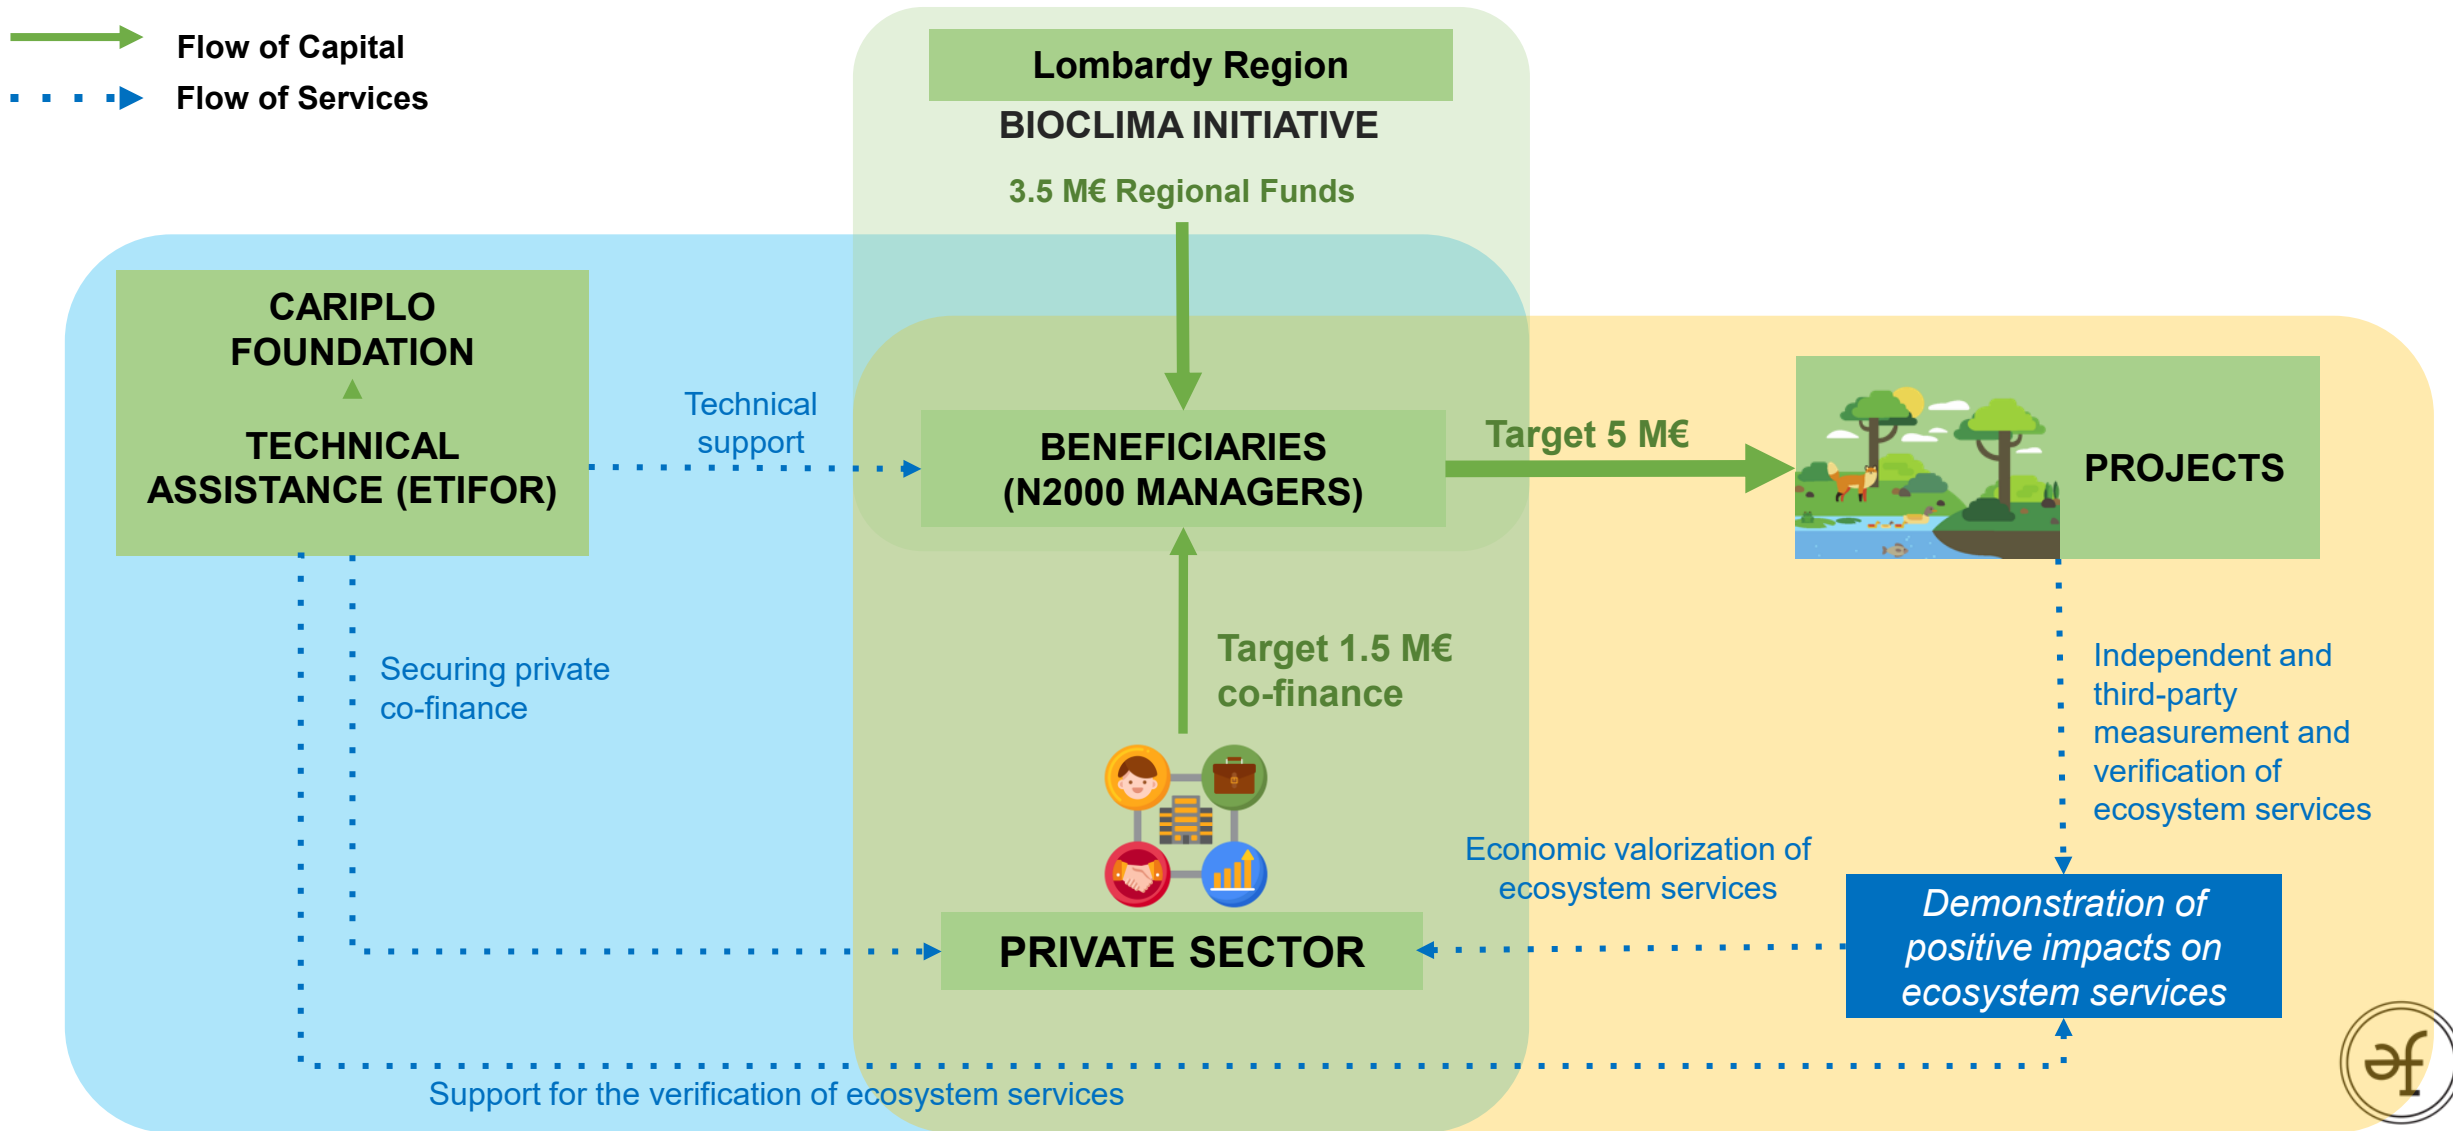 Flow of Capital
Flow of Services
Lombardy Region
BIOCLIMA INITIATIVE
3.5 M€ Regional Funds
CARIPLO
FOUNDATION
TECHNICAL
ASSISTANCE (ETIFOR)
Technical
support
BENEFICIARIES
(N2000 MANAGERS)
Target 5 M€
PROJECTS
Securing private
co-finance
Target 1.5 M€
co-finance
Independent and
third-party
measurement and
verification of
ecosystem services
Economic valorization of
ecosystem services
PRIVATE SECTOR
Demonstration of
positive impacts on
ecosystem services
Support for the verification of ecosystem services